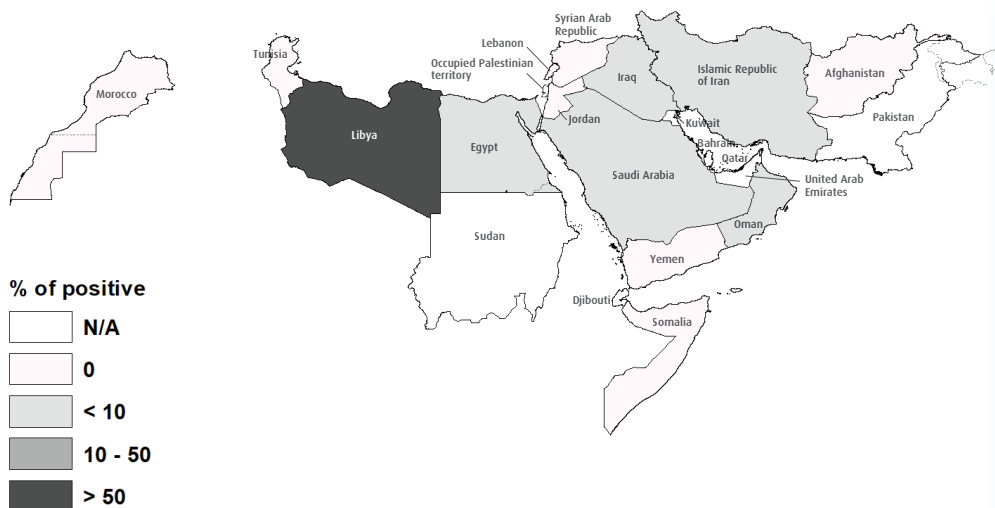 Syrian Arab
Republic
Tunisia
Lebanon
Occupied Palestinian
territory
Iraq
Islamic Republic
of Iran
Afghanistan
Morocco
Jordan
Kuwait
Pakistan
Libya
Egypt
Bahrain
Qatar
Saudi Arabia
United Arab
Emirates
Oman
Sudan
Yemen
Djibouti
Somalia
% of positive
N/A
0
< 10
10 - 50
> 50